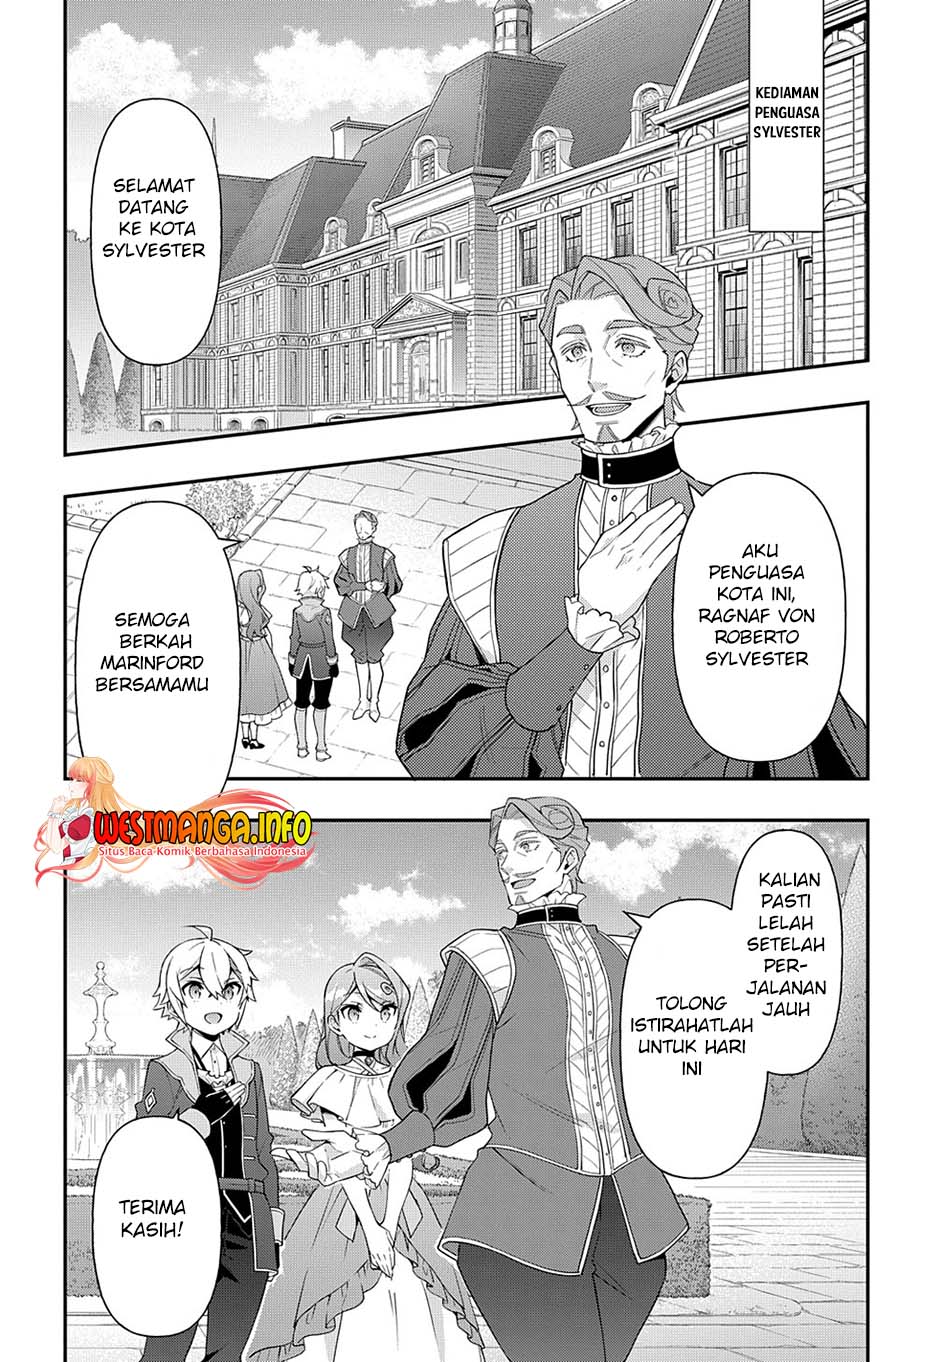 KEDIAMAN
PENGUASA
SYLVESTER
SELAMAT
DATANG
KE KOTA
SYLVESTER
AKU
PENGUASA
KOTA INI,
RAGNAF VON
ROBERTO
SYLVESTER
SEMOGA
BERKAH
MARINFORD
BERSAMAMU
WESTMANGA.INFO
Situs Baca Komik Berbahasa Indonesia
KALIAN
PASTI
LELAH
SETELAH
PER-
JALANAN
JAUH
TOLONG
ISTIRAHATLAH
UNTUK HARI
INI
TERIMA
KASIH!